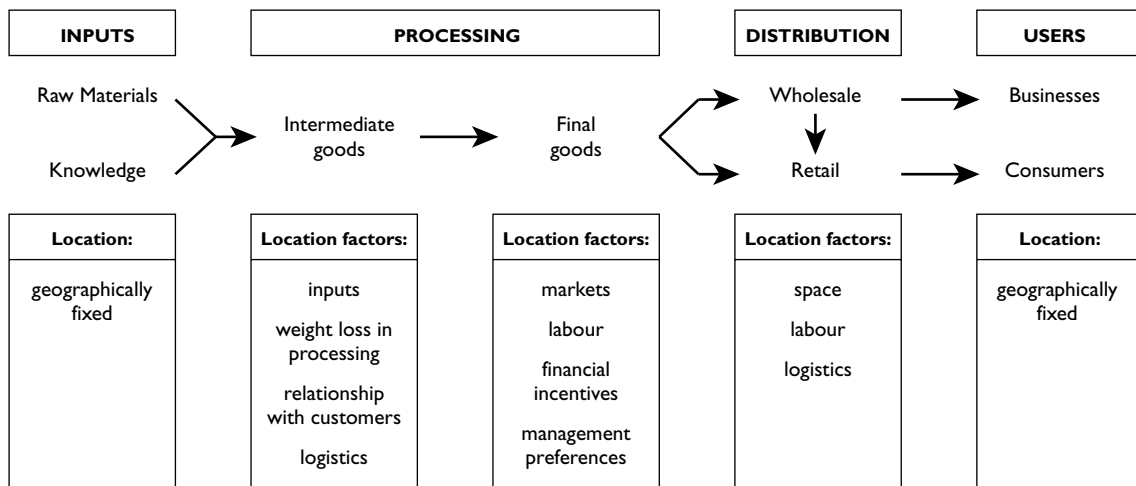 INPUTS
PROCESSING
DISTRIBUTION
USERS
Raw Materials
Knowledge
Intermediate
goods
Final
goods
Wholesale
Retail
Businesses
Consumers
Location:
geographically
fixed
Location factors:
inputs
weight loss in
processing
relationship
with customers
logistics
Location factors:
markets
labour
financial
incentives
management
preferences
Location factors:
space
labour
logistics
Location:
geographically
fixed